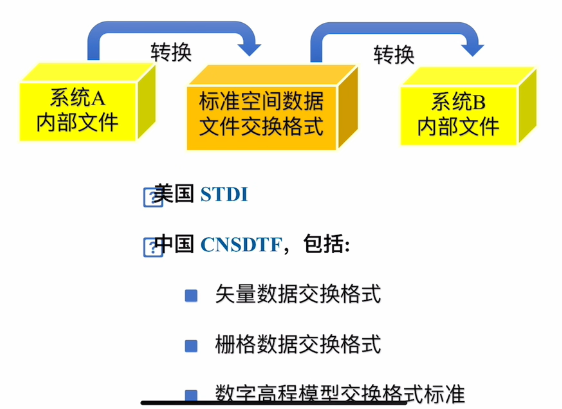 转换
转换
系统A
内部文件
标准空间数据
文件交换格式
系统B
内部文件
美国 STDI
中国 CNSDTF，包括:
矢量数据交换格式
栅格数据交换格式
数字高程模型交换格式标准